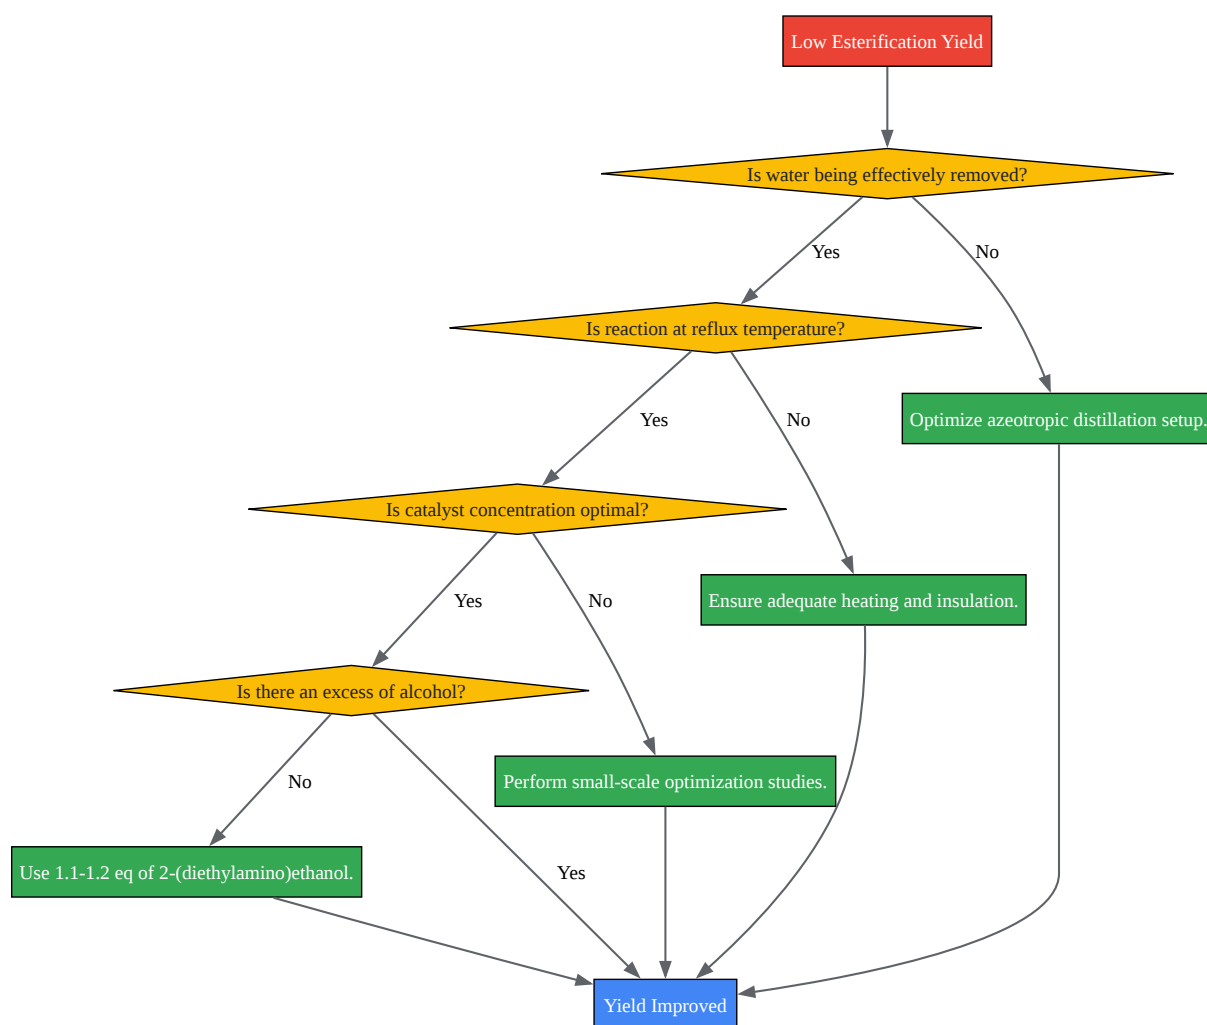 Low Esterification Yield
Is water being effectively removed?
Yes
No
Is reaction at reflux temperature?
Optimize azeotropic distillation setup.
Yes
No
Is catalyst concentration optimal?
Ensure adequate heating and insulation.
Yes
No
Is there an excess of alcohol?
Perform small-scale optimization studies.
No
Yes
Use 1.1-1.2 eq of 2-(diethylamino)ethanol.
Yield Improved